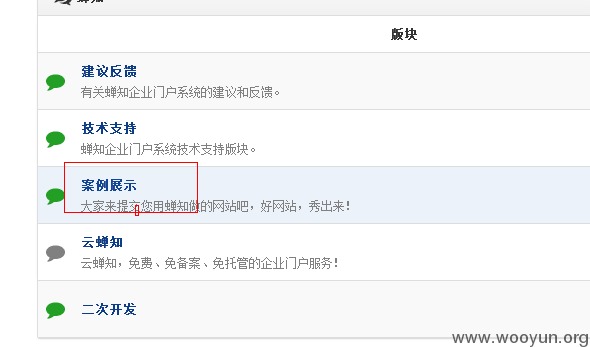 版块
建议反馈
有关蝉知企业门户系统的建议和反馈。
技术支持
蝉知企业门户系统技术支持版块。
案例展示
大家来提交您用蝉知做的网站吧，好网站，秀出来！
云蝉知
云蝉知，免费、免备案、免托管的企业门户服务！
二次开发
www.wooyun.org